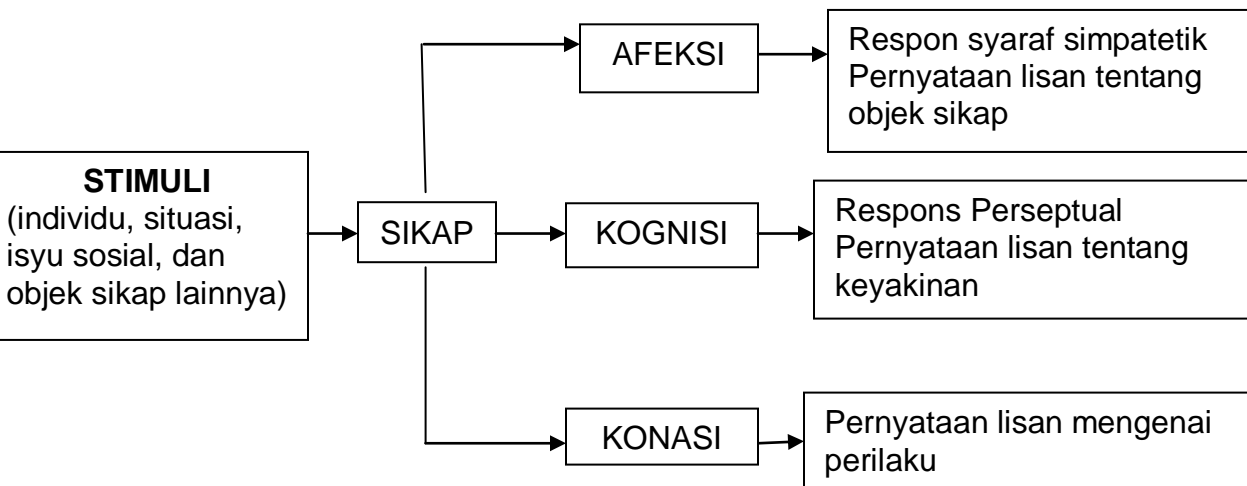 STIMULI
(individu, situasi,
isyu sosial, dan
objek sikap lainnya)
SIKAP
AFEKSI
Respon syaraf simpatetik
Pernyataan lisan tentang
objek sikap
KOGNISI
Respons Perseptual
Pernyataan lisan tentang
keyakinan
KONASI
Pernyataan lisan mengenai
perilaku